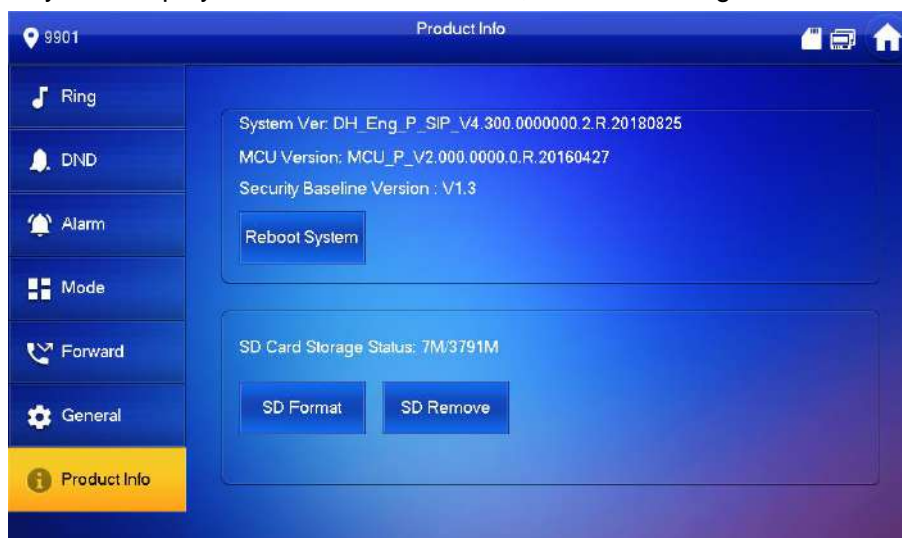 9901
Product Info
Ring
DND
Alarm
Mode
Forward
General
Product Info
System Ver: DH_Eng_P_SIP_V4.300.0000000.2.R.20180825
MCU Version: MCU_P_V2.000.0000.0.R.20160427
Security Baseline Version : V1.3
Reboot System
SD Card Storage Status: 7M/3791M
SD Format
SD Remove